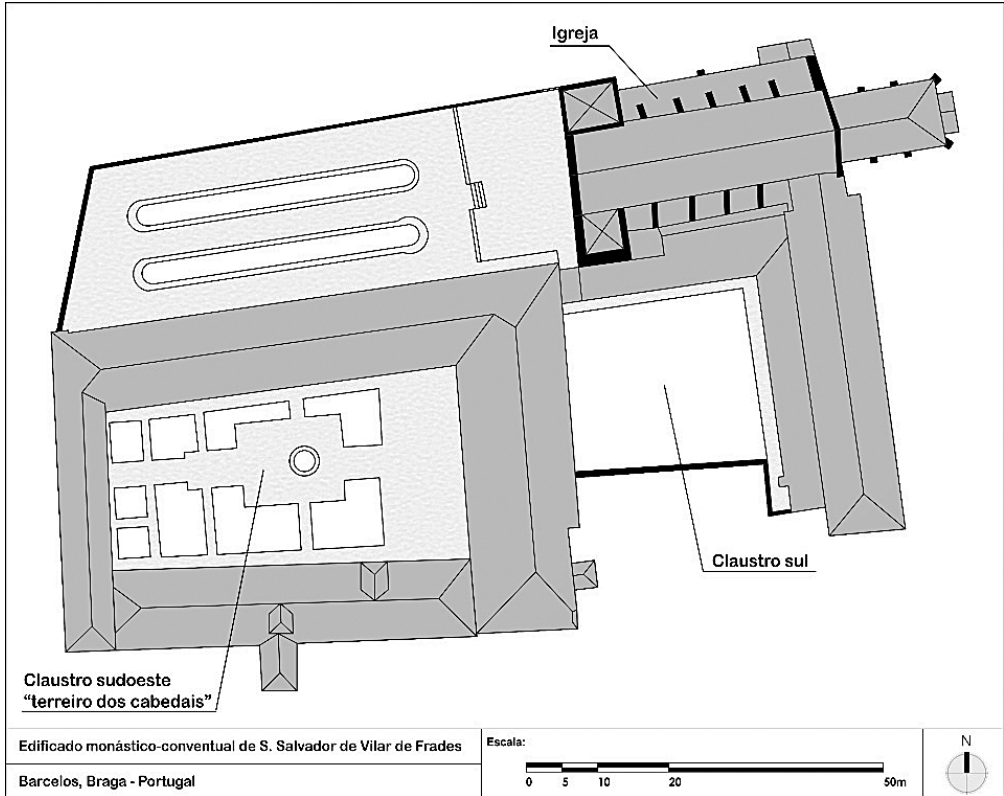 Igreja
Claustro sul
Claustro sudoeste
“terreiro dos cabedais”
Edificado monástico-conventual de S. Salvador de Vilar de Frades
Barcelos, Braga - Portugal
Escala:
0 5 10 20 50m
N